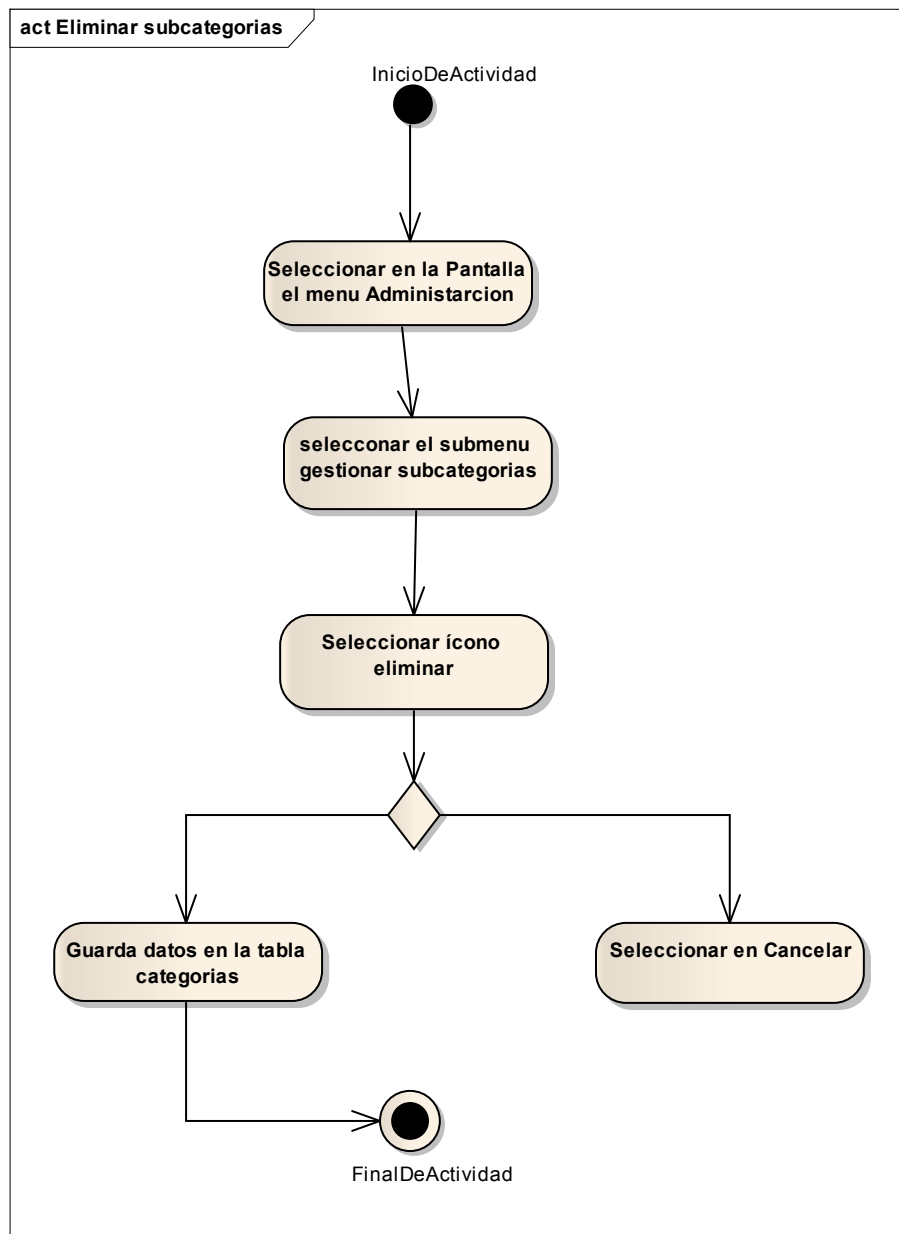 act Eliminar subcategorias
InicioDeActividad
Seleccionar en la Pantalla
el menu Administarcion
selecconar el submenu
gestionar subcategorias
Seleccionar ícono
eliminar
Guarda datos en la tabla
categorias
Seleccionar en Cancelar
FinalDeActividad